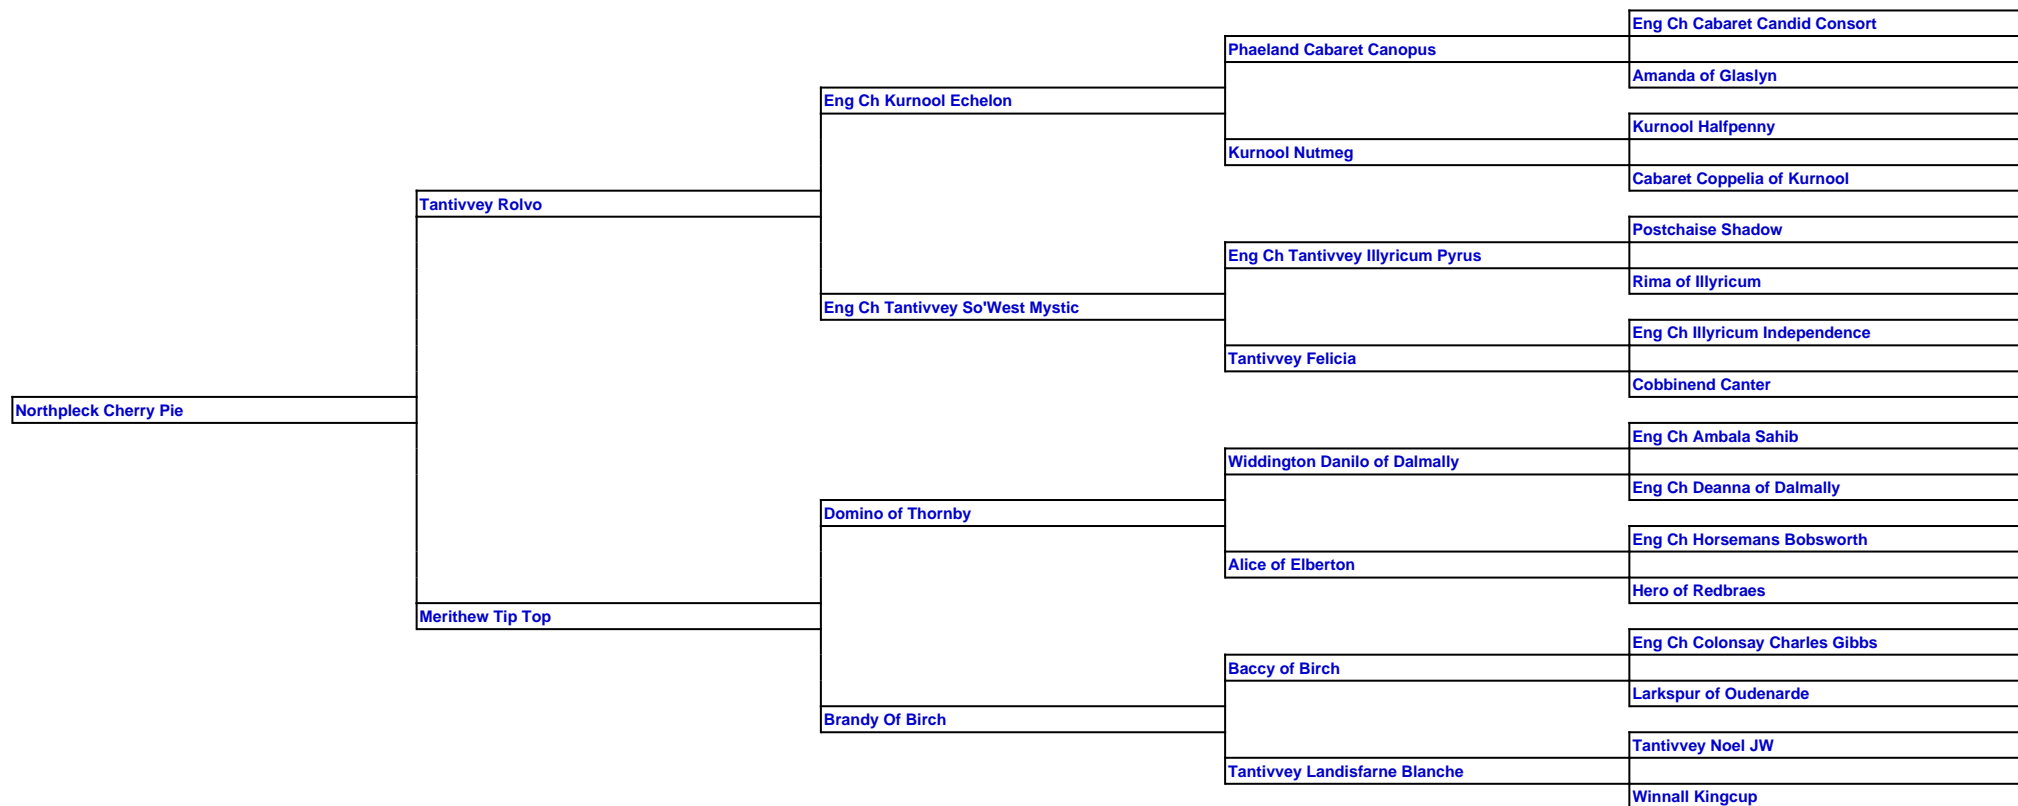 Eng Ch Cabaret Candid Consort
Phaeland Cabaret Canopus
Amanda of Glaslyn
Eng Ch Kurnool Echelon
Kurnool Halfpenny
Kurnool Nutmeg
Cabaret Coppelia of Kurnool
Tantivvey Rolvo
Postchaise Shadow
Eng Ch Tantivvey Illyricum Pyrus
Rima of Illyricum
Eng Ch Tantivvey So'West Mystic
Eng Ch Illyricum Independence
Tantivvey Felicia
Cobbinend Canter
Northpleck Cherry Pie
Eng Ch Ambala Sahib
Widdington Danilo of Dalmally
Eng Ch Deanna of Dalmally
Domino of Thornby
Eng Ch Horsemans Bobsworth
Alice of Elberton
Hero of Redbraes
Merithew Tip Top
Eng Ch Colonsay Charles Gibbs
Baccy of Birch
Larkspur of Oudenarde
Brandy Of Birch
Tantivvey Noel JW
Tantivvey Landisfarne Blanche
Winnall Kingcup